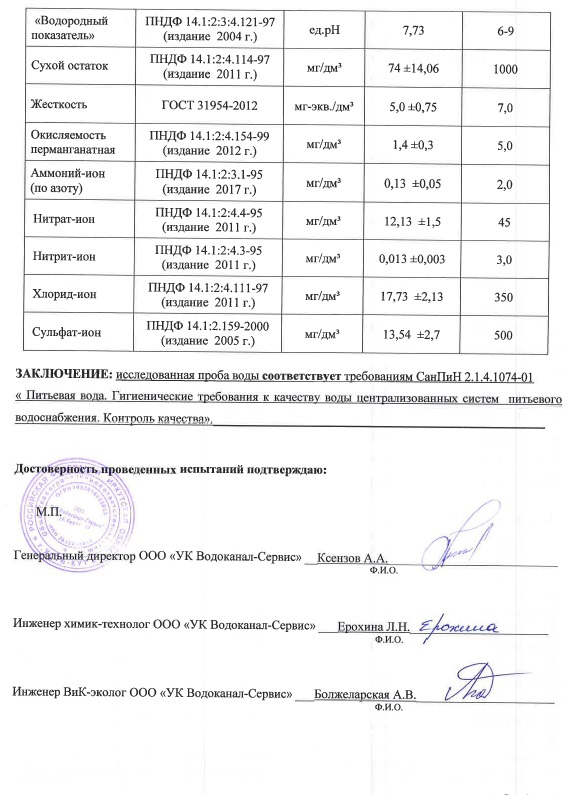 «Водородный показатель» ПНДФ 14.1:2:3:4.121-97 (издание 2004 г.) ед.рН 7,73 6-9
Сухой остаток ПНДФ 14.1:2:4.114-97 (издание 2011 г.) мг/дм³ 74 ±14,06 1000
Жесткость ГОСТ 31954-2012 мг-экв./дм³ 5,0 ±0,75 7,0
Окисляемость перманганатная ПНДФ 14.1:2:4.154-99 (издание 2012 г.) мг/дм³ 1,4 ±0,3 5,0
Аммоний-ион (по азоту) ПНДФ 14.1:2:3.1-95 (издание 2017 г.) мг/дм³ 0,13 ±0,05 2,0
Нитрат-ион ПНДФ 14.1:2:4.4-95 (издание 2011 г.) мг/дм³ 12,13 ±1,5 45
Нитрит-ион ПНДФ 14.1:2:4.3-95 (издание 2011 г.) мг/дм³ 0,013 ±0,003 3,0
Хлорид-ион ПНДФ 14.1:2:4.111-97 (издание 2011 г.) мг/дм³ 17,73 ±2,13 350
Сульфат-ион ПНДФ 14.1:2.159-2000 (издание 2005 г.) мг/дм³ 13,54 ±2,7 500
ЗАКЛЮЧЕНИЕ: исследованная проба воды соответствует требованиям СанПиН 2.1.4.1074-01
« Питьевая вода. Гигиенические требования к качеству воды централизованных систем питьевого
водоснабжения. Контроль качества».
Достоверность проведенных испытаний подтверждаю:
М.П.
Генеральный директор ООО «УК Водоканал-Сервис» Ксензов А.А.
Ф.И.О.
Инженер химик-технолог ООО «УК Водоканал-Сервис» Ерохина Л.Н. Ерохина
Ф.И.О.
Инженер ВиК-эколог ООО «УК Водоканал-Сервис» Болжеларская А.В.
Ф.И.О.